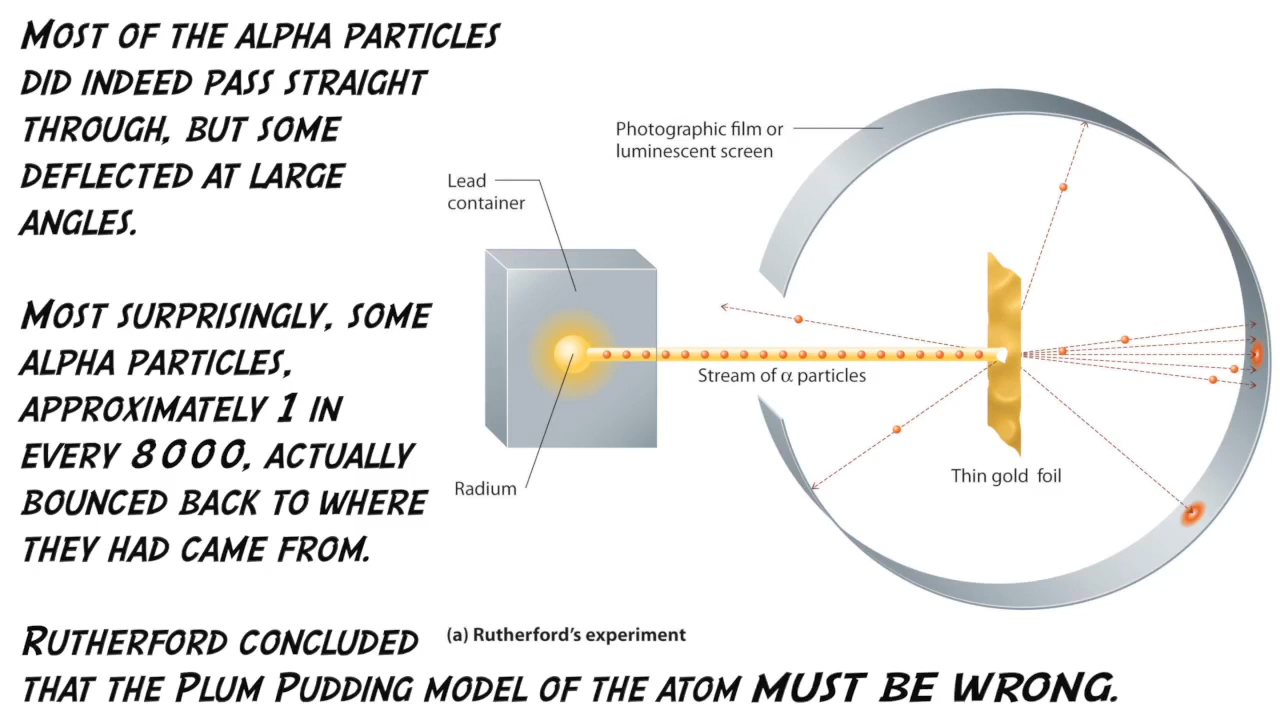 MOST OF THE ALPHA PARTICLES
DID INDEED PASS STRAIGHT
THROUGH, BUT SOME
DEFLECTED AT LARGE
ANGLES.
MOST SURPRISINGLY, SOME
ALPHA PARTICLES,
APPROXIMATELY 1 IN
EVERY 8000, ACTUALLY
BOUNCED BACK TO WHERE
THEY HAD CAME FROM.
RUTHERFORD CONCLUDED
THAT THE PLUM PUDDING MODEL OF THE ATOM MUST BE WRONG.
Photographic film or
luminescent screen
Lead
container
Stream of α particles
Radium
Thin gold foil
(a) Rutherford's experiment